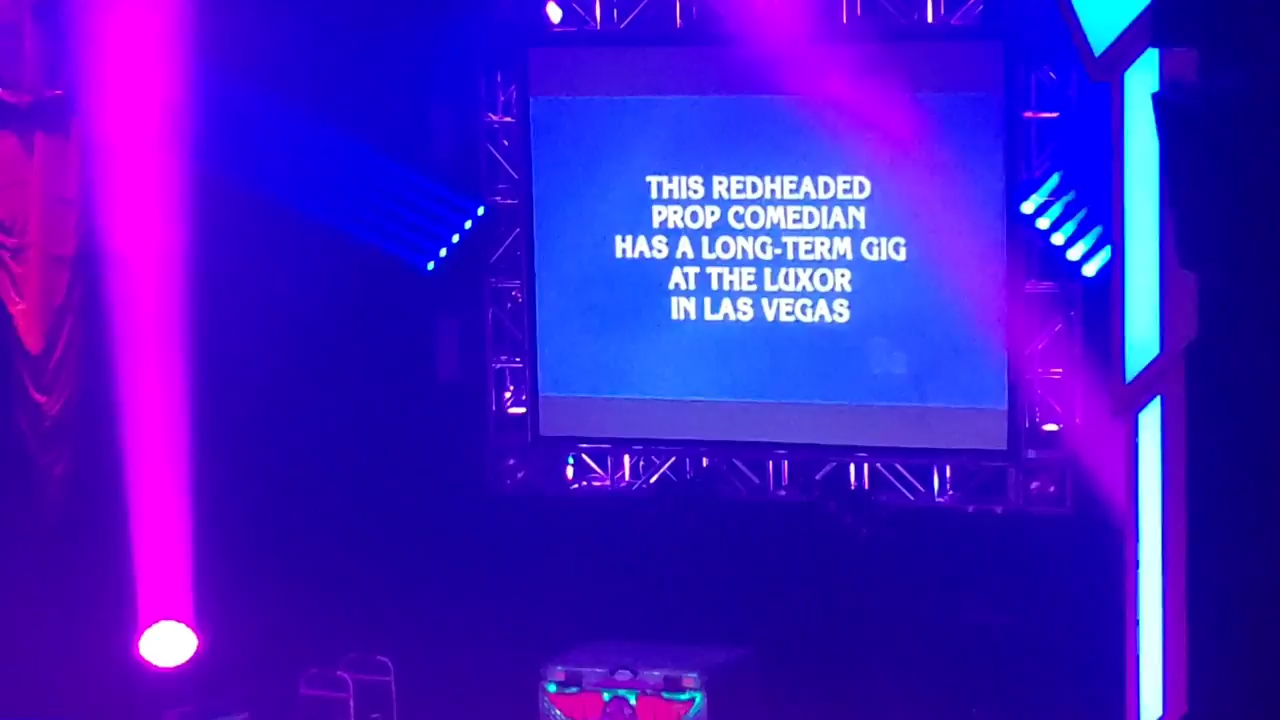 THIS REDHEADED
PROP COMEDIAN
HAS A LONG-TERM GIG
AT THE LUXOR
IN LAS VEGAS